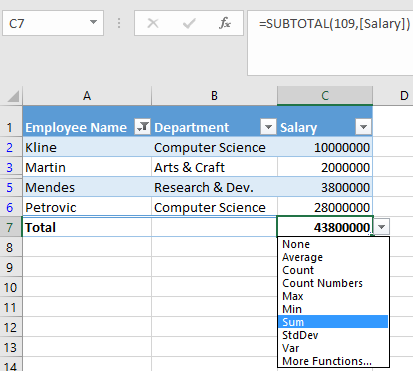 C7 fx =SUBTOTAL(109,[Salary])
A B C D
1 Employee Name Department Salary
2 Kline Computer Science 10000000
3 Martin Arts & Craft 2000000
5 Mendes Research & Dev. 3800000
6 Petrovic Computer Science 28000000
7 Total 43800000
8 None
9 Average
Count
10 Count Numbers
Max
11 Min
12 Sum
StdDev
13 Var
14 More Functions...